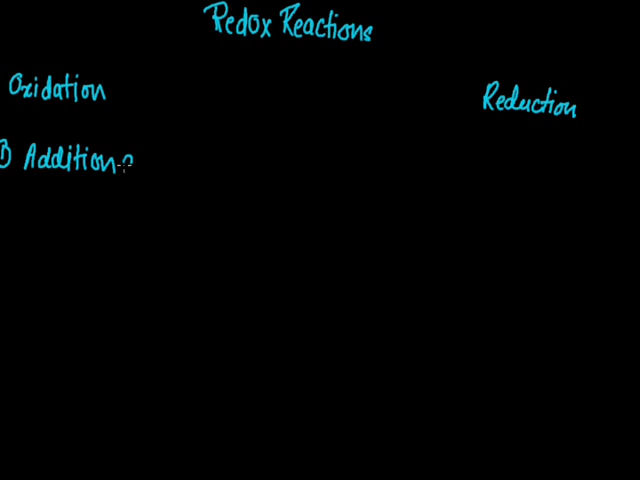 Redox Reactions
Oxidation
Reduction
1) Addition